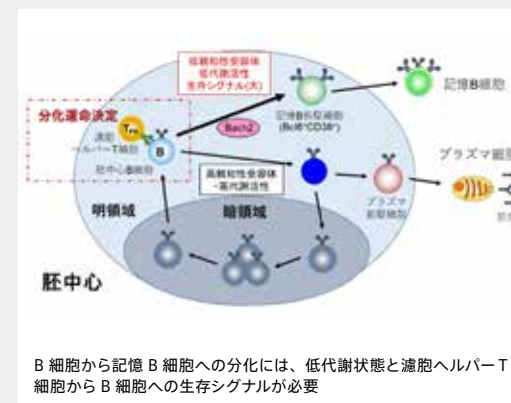 低親和性受容体
低代謝活性
生存シグナル(大)
記憶B細胞
記憶B前駆細胞
分化運命決定
濾胞
ヘルパーT細胞
B
Bach2
胚中心B細胞
高親和性受容体
プラズマ細胞
プラズマ
前駆細胞
明領域
暗領域
胚中心
B 細胞から記憶 B 細胞への分化には、低代謝状態と濾胞ヘルパー T
細胞から B 細胞への生存シグナルが必要